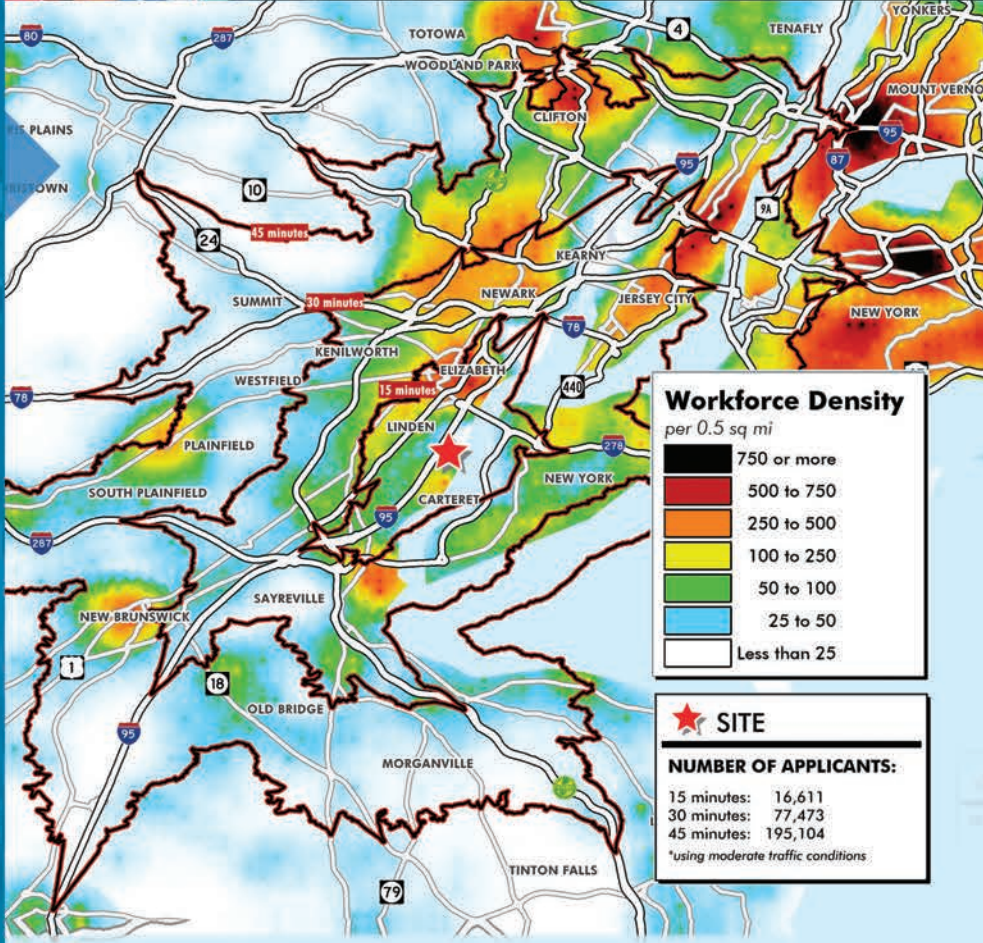 YONKERS
80
287
TOTOWA
4
TENAFLY
WOODLAND PARK
MOUNT VERNO
CLIFTON
95
IS PLAINS
87
95
10
9A
45 minutes
24
KEARNY
SUMMIT
30 minutes
NEWARK
JERSEY CITY
NEW YORK
78
KENILWORTH
ELIZABETH
WESTFIELD
15 minutes
440
78
LINDEN
278
PLAINFIELD
NEW YORK
SOUTH PLAINFIELD
CARTERET
95
287
SAYREVILLE
NEW BRUNSWICK
1
18
OLD BRIDGE
95
MORGANVILLE
TINTON FALLS
79
Workforce Density
per 0.5 sq mi
750 or more
500 to 750
250 to 500
100 to 250
50 to 100
25 to 50
Less than 25
SITE
NUMBER OF APPLICANTS:
15 minutes: 16,611
30 minutes: 77,473
45 minutes: 195,104
*using moderate traffic conditions